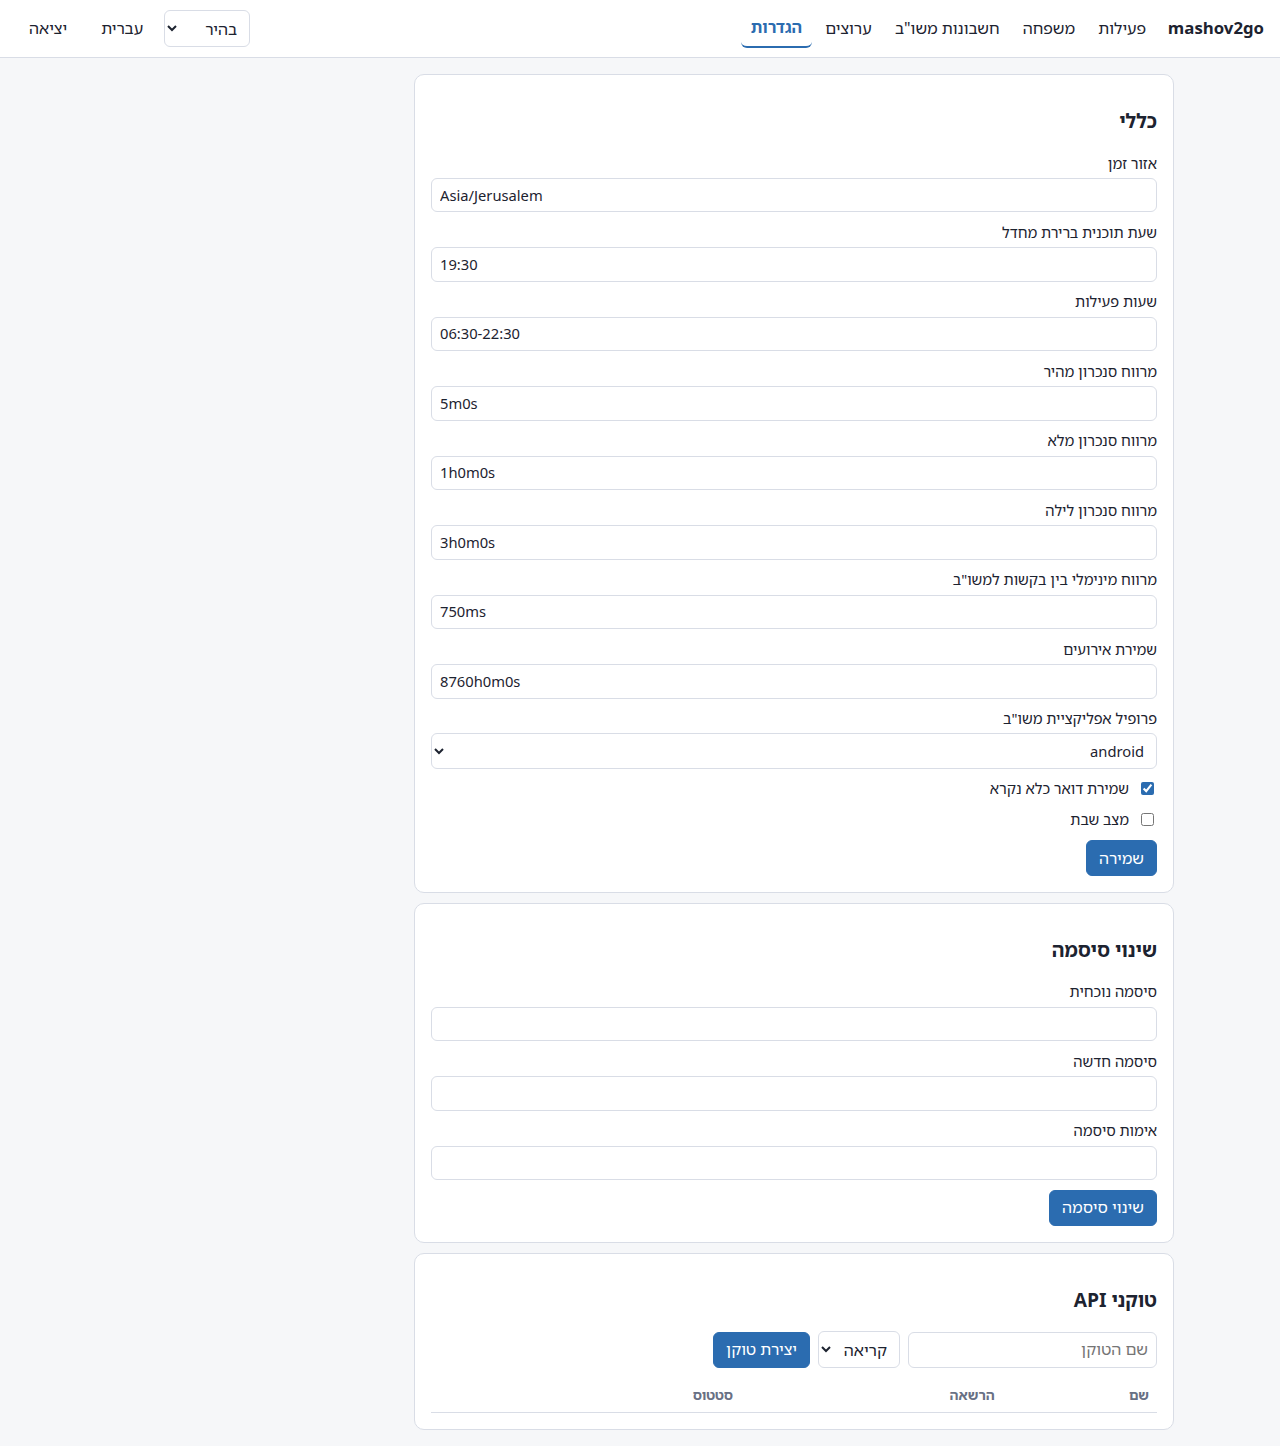 mashov2go פעילות משפחה חשבונות משו"ב ערוצים הגדרות בהיר עברית יציאה
כללי
אזור זמן
Asia/Jerusalem
שעת תוכנית ברירת מחדל
19:30
שעות פעילות
06:30-22:30
מרווח סנכרון מהיר
5m0s
מרווח סנכרון מלא
1h0m0s
מרווח סנכרון לילה
3h0m0s
מרווח מינימלי בין בקשות למשו"ב
750ms
שמירת אירועים
8760h0m0s
פרופיל אפליקציית משו"ב
android
שמירת דואר כלא נקרא
מצב שבת
שמירה
שינוי סיסמה
סיסמה נוכחית
סיסמה חדשה
אימות סיסמה
שינוי סיסמה
טוקני API
שם הטוקן קריאה יצירת טוקן
שם הרשאה סטטוס